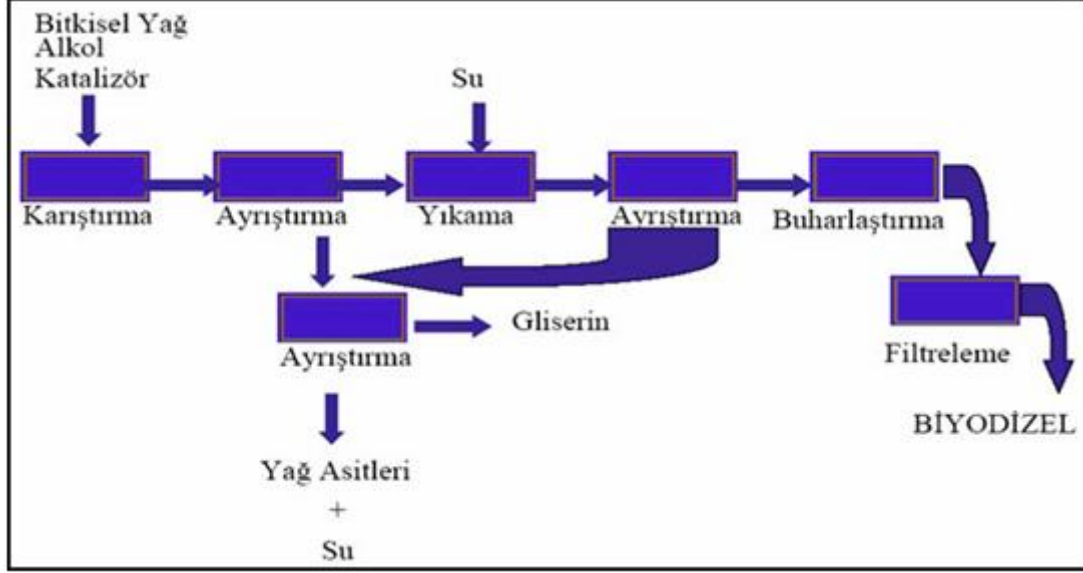 Bitkisel Yağ
Alkol
Katalizör
Su
Karıştırma
Ayrıştırma
Yıkama
Ayrıştırma
Buharlaştırma
Ayrıştırma
Gliserin
Filtreleme
BİYODİZEL
Yağ Asitleri
+
Su